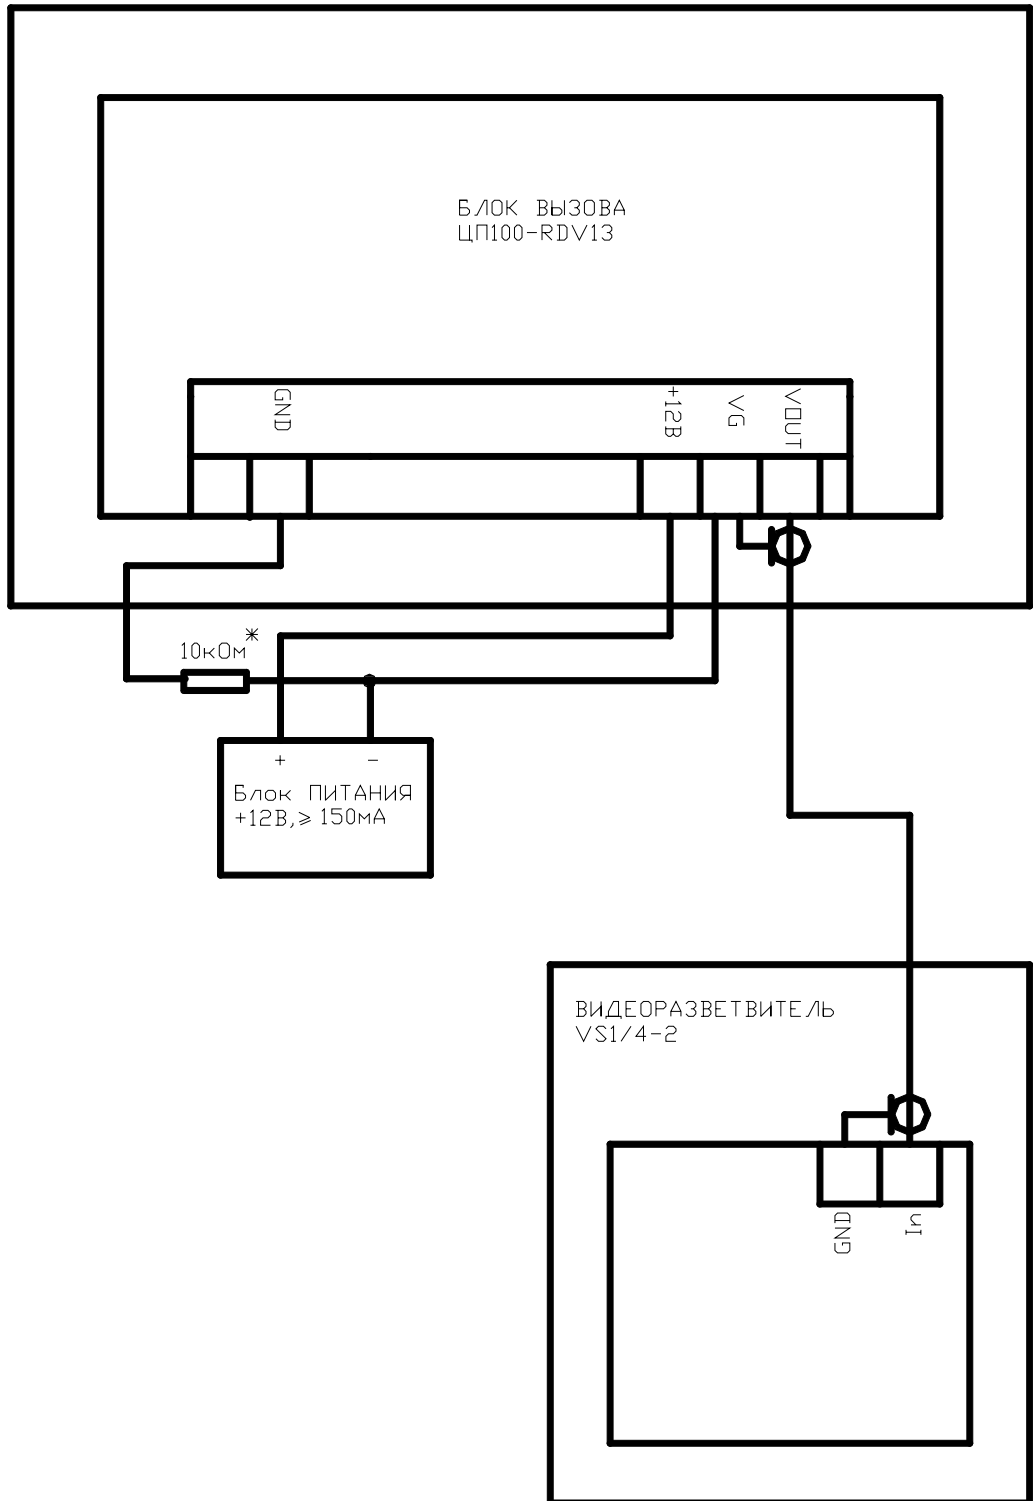 БЛОК ВЫЗОВА
ЦП100-RDV13
GND
+12В
VG
VOUT
10кОм*
+
-
Блок ПИТАНИЯ
+12В,⩾ 150мА
ВИДЕОРАЗВЕТВИТЕЛЬ
VS1/4-2
GND
In